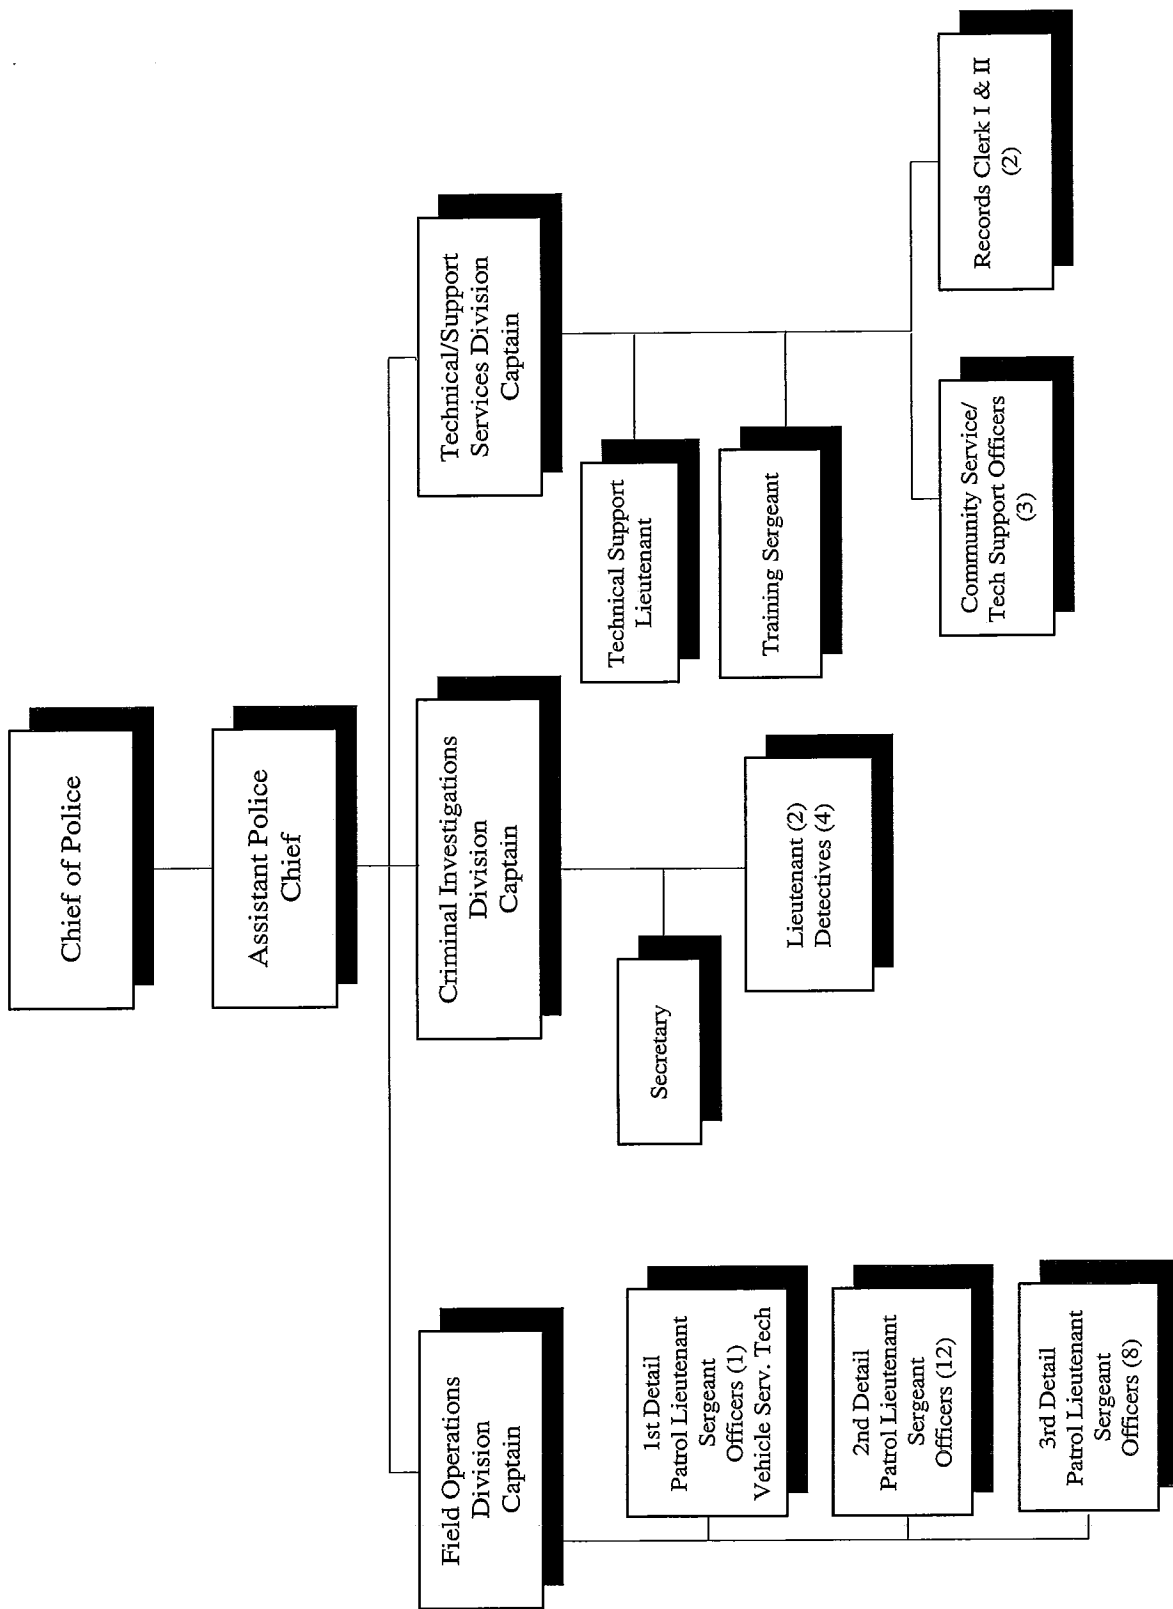 Chief of Police
Assistant Police
Chief
Field Operations
Division
Captain
1st Detail
Patrol Lieutenant
Sergeant
Officers (1)
Vehicle Serv. Tech
2nd Detail
Patrol Lieutenant
Sergeant
Officers (12)
3rd Detail
Patrol Lieutenant
Sergeant
Officers (8)
Criminal Investigations
Division
Captain
Secretary
Lieutenant (2)
Detectives (4)
Technical/Support
Services Division
Captain
Technical Support
Lieutenant
Training Sergeant
Community Service/
Tech Support Officers
(3)
Records Clerk I & II
(2)